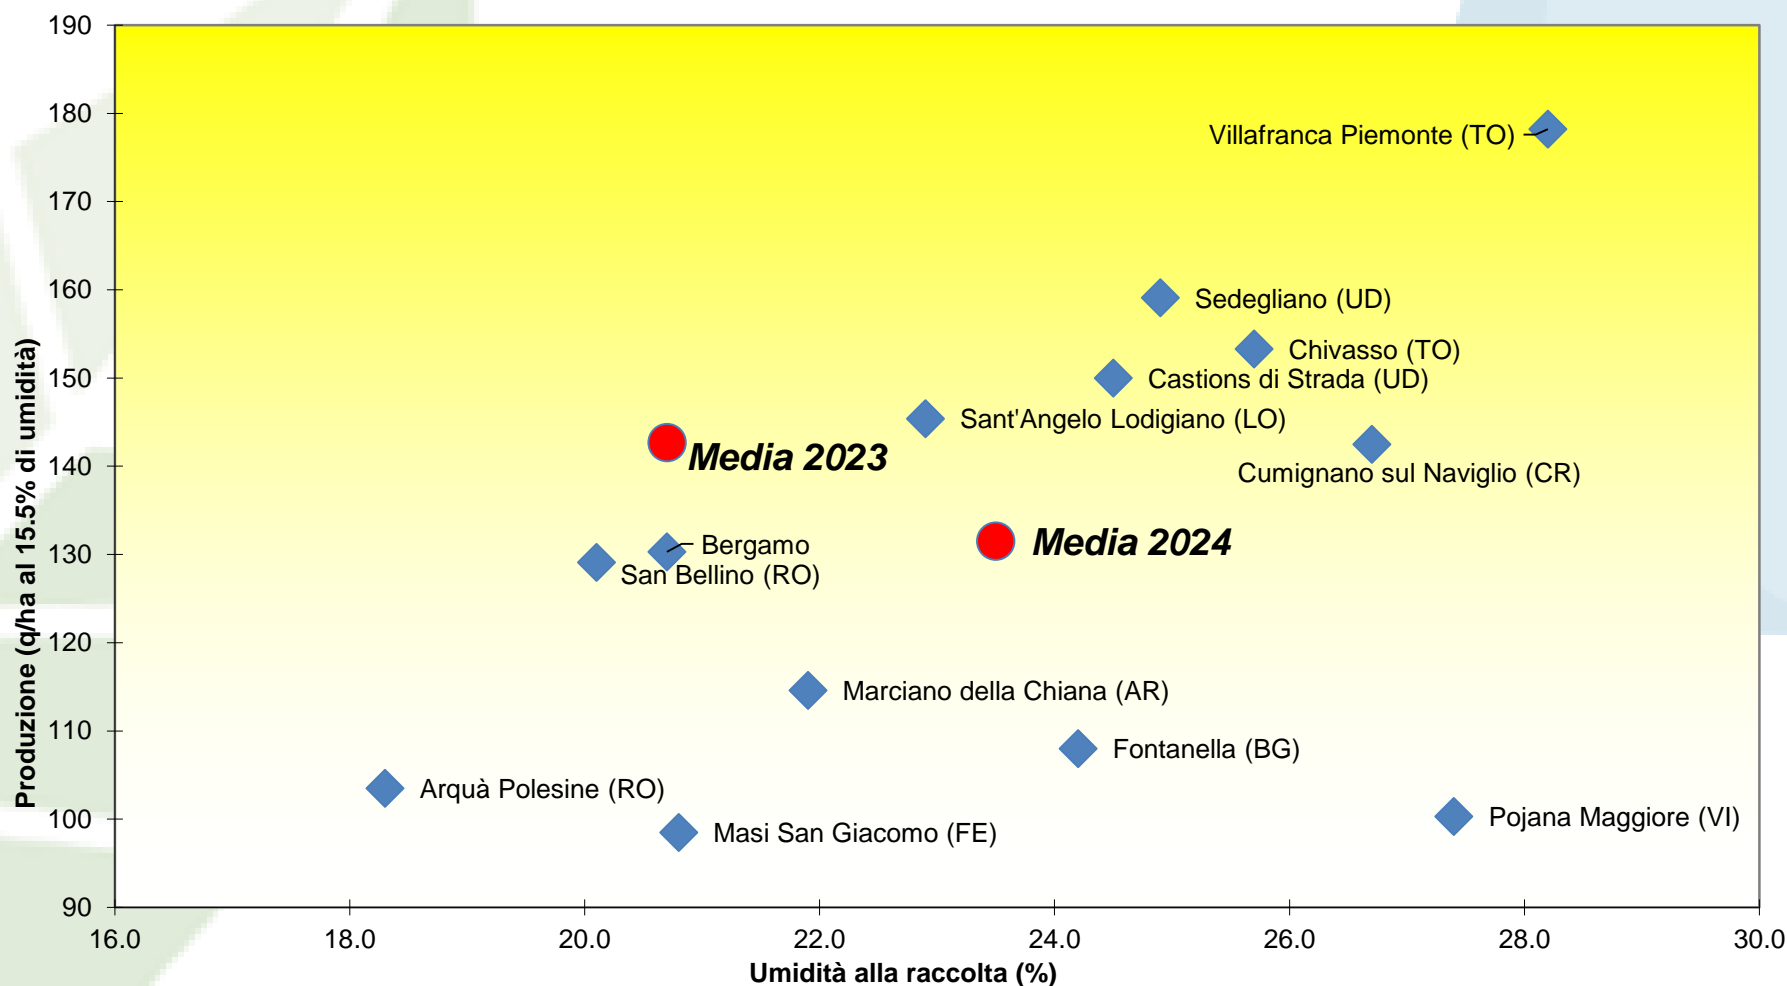 190
180
170
160
150
140
130
120
110
100
90
Produzione (q/ha al 15.5% di umidità)
Villafranca Piemonte (TO)
Sedegliano (UD)
Chivasso (TO)
Castions di Strada (UD)
Sant'Angelo Lodigiano (LO)
Media 2023
Cumignano sul Naviglio (CR)
Media 2024
Bergamo
San Bellino (RO)
Marciano della Chiana (AR)
Fontanella (BG)
Arquà Polesine (RO)
Pojana Maggiore (VI)
Masi San Giacomo (FE)
16.0 18.0 20.0 22.0 24.0 26.0 28.0 30.0
Umidità alla raccolta (%)